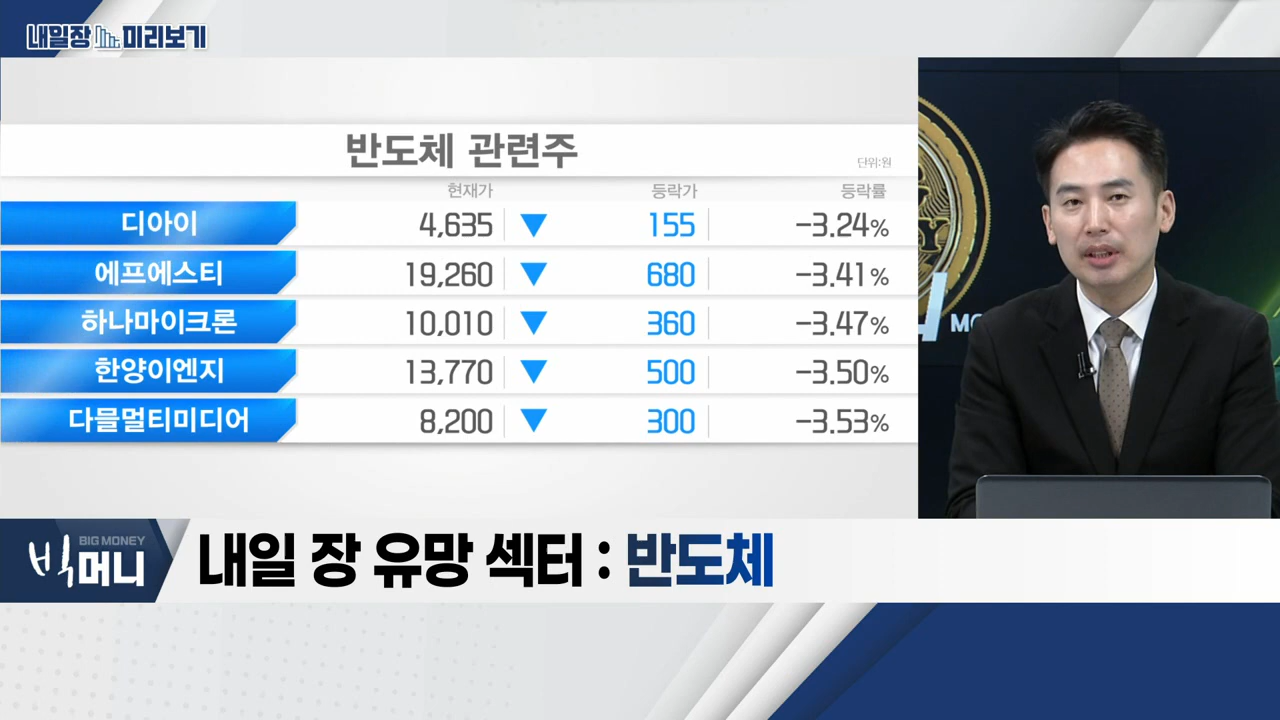 내일장 미리보기
반도체 관련주
단위:원
현재가 등락가 등락률
디아이 4,635 ▼ 155 -3.24%
에프에스티 19,260 ▼ 680 -3.41%
하나마이크론 10,010 ▼ 360 -3.47%
한양이엔지 13,770 ▼ 500 -3.50%
다믈멀티미디어 8,200 ▼ 300 -3.53%
BIG MONEY
빅머니
내일 장 유망 섹터 : 반도체